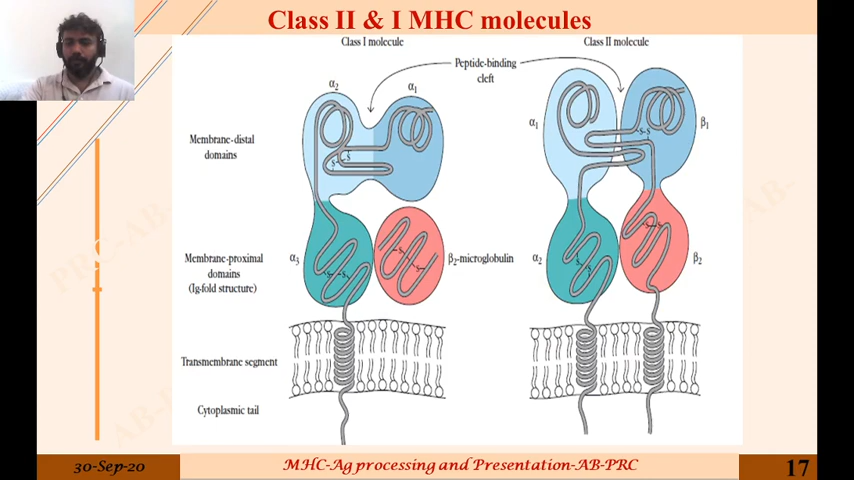 Class II & I MHC molecules
Class I molecule
Class II molecule
Peptide-binding
cleft
α2
α1
α1
β1
Membrane-distal
domains
S
S
S-S
Membrane-proximal
domains
(Ig-fold structure)
α3
β2-microglobulin
α2
β2
S
S
S
S
S
S
S-S
Transmembrane segment
Cytoplasmic tail
30-Sep-20
MHC-Ag processing and Presentation-AB-PRC
17